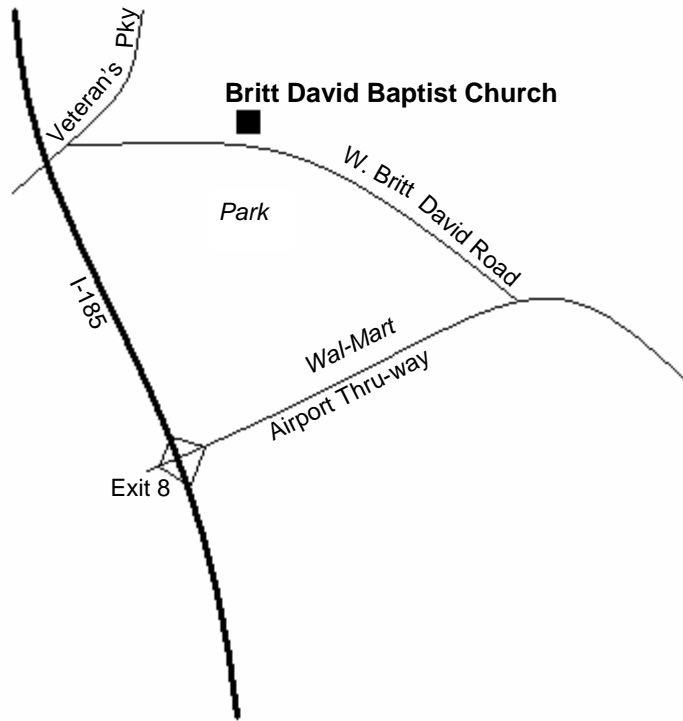 Veteran's Pky
Britt David Baptist Church
W. Britt David Road
Park
I-185
Wal-Mart
Airport Thru-way
Exit 8